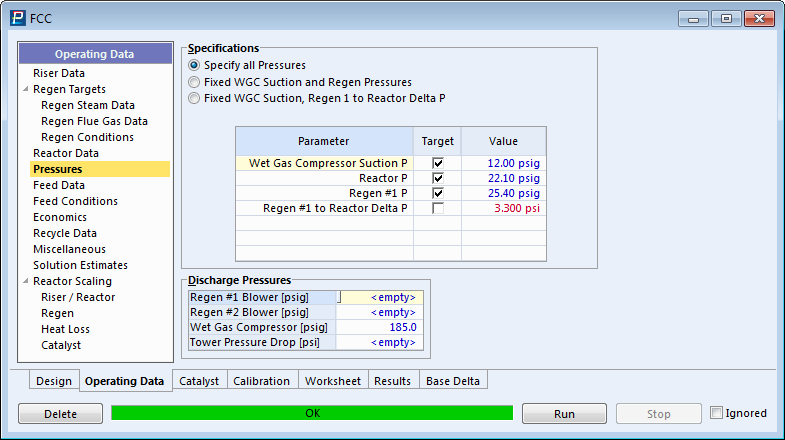 FCC
Operating Data
Riser Data
Regen Targets
Regen Steam Data
Regen Flue Gas Data
Regen Conditions
Reactor Data
Pressures
Feed Data
Feed Conditions
Economics
Recycle Data
Miscellaneous
Solution Estimates
Reactor Scaling
Riser / Reactor
Regen
Heat Loss
Catalyst
Specifications
Specify all Pressures
Fixed WGC Suction and Regen Pressures
Fixed WGC Suction, Regen 1 to Reactor Delta P
Parameter Target Value
Wet Gas Compressor Suction P 12.00 psig
Reactor P 22.10 psig
Regen #1 P 25.40 psig
Regen #1 to Reactor Delta P 3.300 psi
Discharge Pressures
Regen #1 Blower [psig] <empty>
Regen #2 Blower [psig] <empty>
Wet Gas Compressor [psig] 185.0
Tower Pressure Drop [psi] <empty>
Design Operating Data Catalyst Calibration Worksheet Results Base Delta
Delete OK Run Stop Ignored